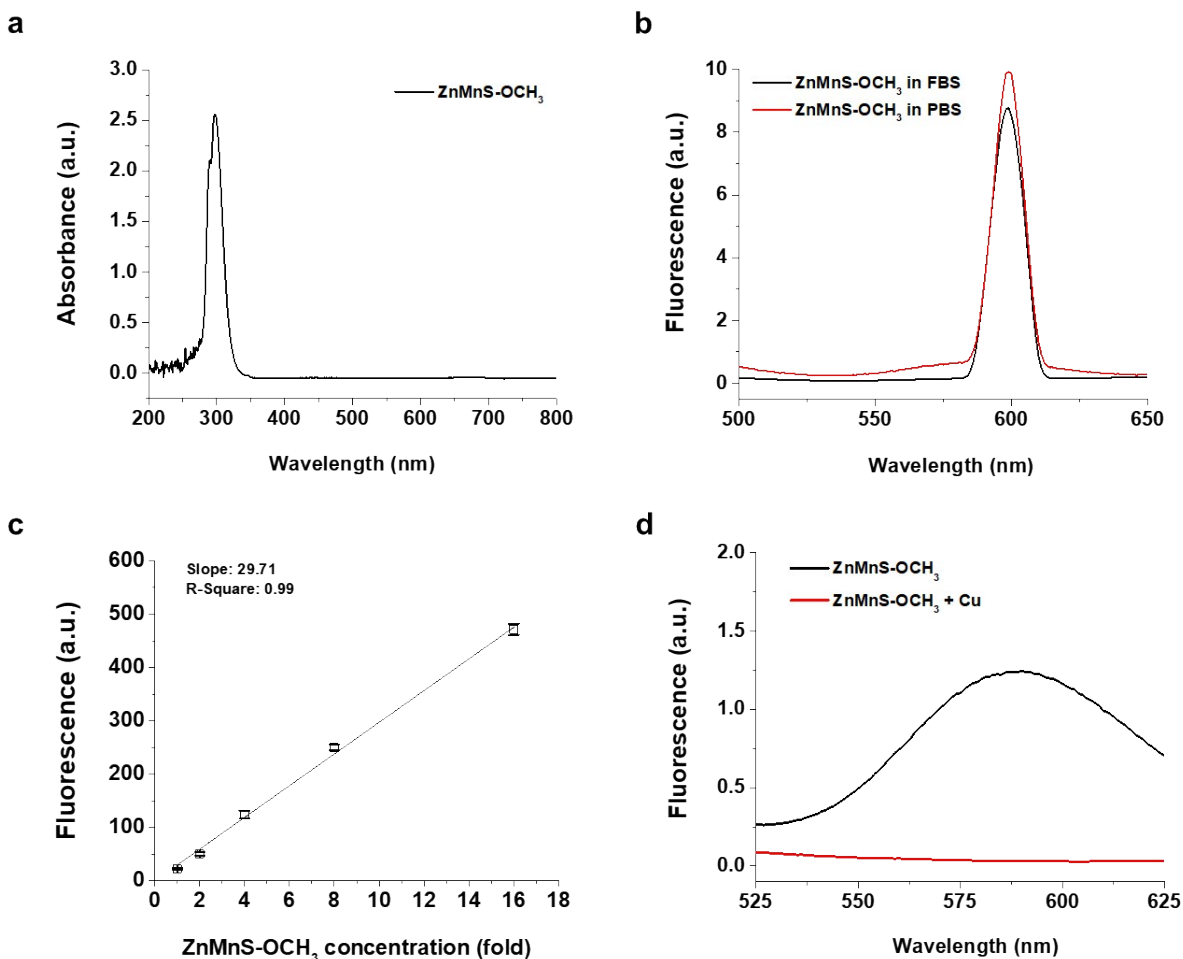 a
3.0
2.5
2.0
1.5
1.0
0.5
0.0
200 300 400 500 600 700 800
Absorbance (a.u.)
Wavelength (nm)
ZnMnS-OCH₃
b
10
8
6
4
2
0
500 550 600 650
Fluorescence (a.u.)
Wavelength (nm)
ZnMnS-OCH₃ in FBS
ZnMnS-OCH₃ in PBS
c
600
500
400
300
200
100
0
0 2 4 6 8 10 12 14 16 18
Fluorescence (a.u.)
ZnMnS-OCH₃ concentration (fold)
Slope: 29.71
R-Square: 0.99
d
2.0
1.5
1.0
0.5
0.0
525 550 575 600 625
Fluorescence (a.u.)
Wavelength (nm)
ZnMnS-OCH₃
ZnMnS-OCH₃ + Cu